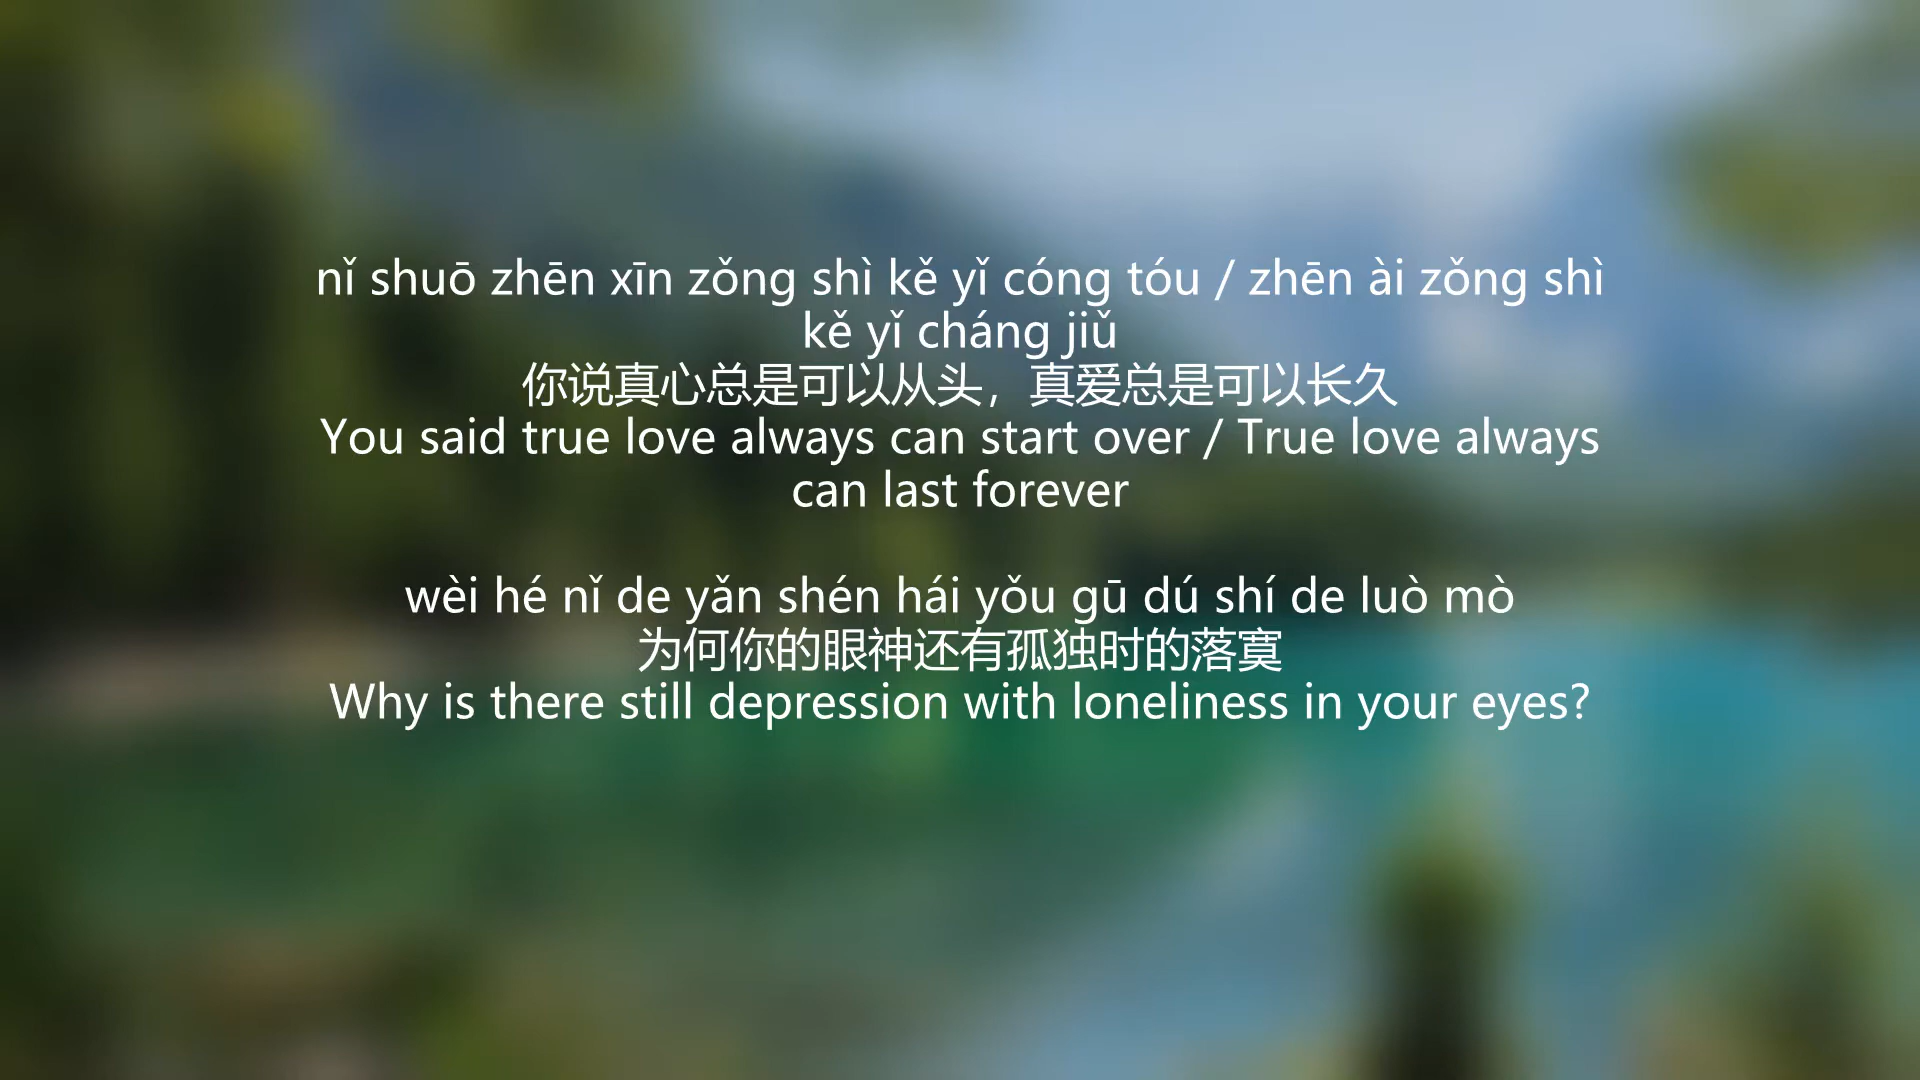 nǐ shuō zhēn xīn zǒng shì kě yǐ cóng tóu / zhēn ài zǒng shì
kě yǐ cháng jiǔ
你说真心总是可以从头，真爱总是可以长久
You said true love always can start over / True love always
can last forever
wèi hé nǐ de yǎn shén hái yǒu gū dú shí de luò mò
为何你的眼神还有孤独时的落寞
Why is there still depression with loneliness in your eyes?